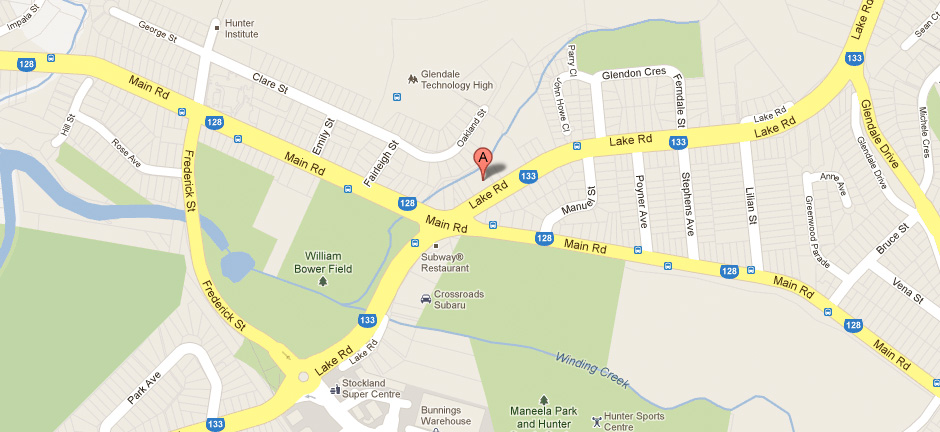 Impala St
George St
Hunter
Institute
Sean Ct
Lake Rd
128
Main Rd
Clare St
Glendale
Technology High
Parry Cl
Glendon Cres
133
John Howe Cl
Ferndale St
Lake Rd
Lake Rd
Glendale Drive
Michele Cres
Hill St
Rose Ave
128
Emily St
Fairleigh St
Oakland St
Lake Rd
133
Glendale Drive
Main Rd
A
133
Lake Rd
Frederick St
128
Main Rd
Manuel St
Poyner Ave
Stephens Ave
Lilian St
Anne Ave
Greenwood Parade
Bruce St
128
Main Rd
Subway®
Restaurant
William
Bower Field
128
Main Rd
Vena St
Crossroads
Subaru
Frederick St
133
128
Main Rd
Lake Rd
Lake Rd
Winding Creek
Park Ave
Stockland
Super Centre
Bunnings
Warehouse
Maneela Park
and Hunter
Hunter Sports
Centre
133